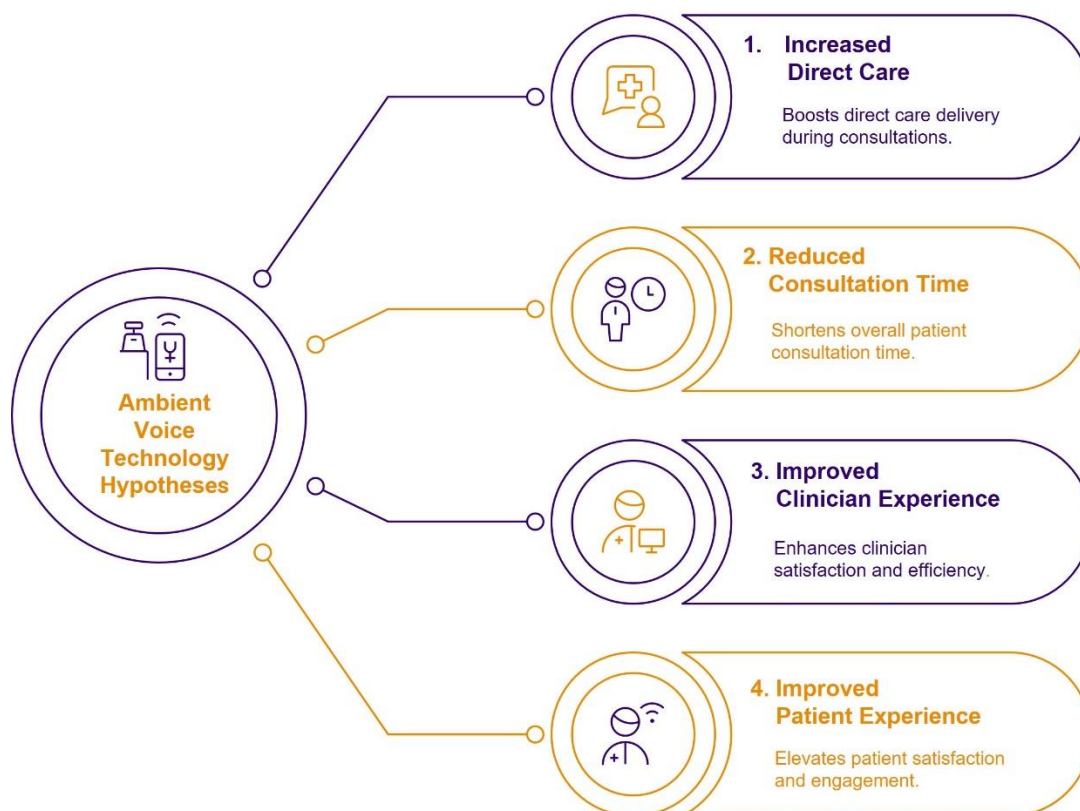 Ambient
Voice
Technology
Hypotheses
1. Increased
Direct Care
Boosts direct care delivery
during consultations.
2. Reduced
Consultation Time
Shortens overall patient
consultation time.
3. Improved
Clinician Experience
Enhances clinician
satisfaction and efficiency.
4. Improved
Patient Experience
Elevates patient satisfaction
and engagement.